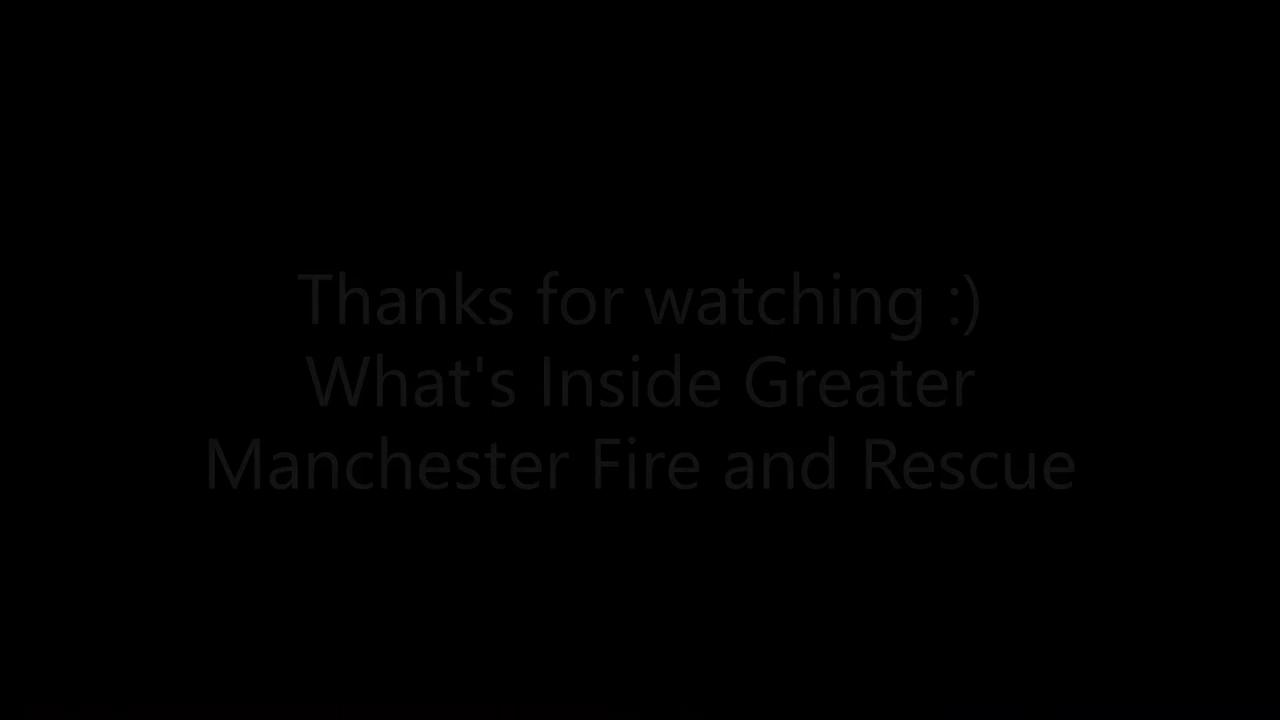 Thanks for watching :)
What's Inside Greater
Manchester Fire and Rescue